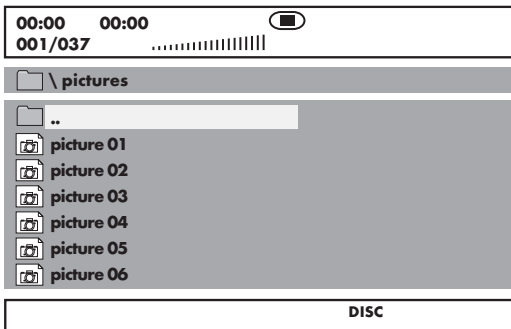 00:00 00:00
001/037
\ pictures
..
picture 01
picture 02
picture 03
picture 04
picture 05
picture 06
DISC